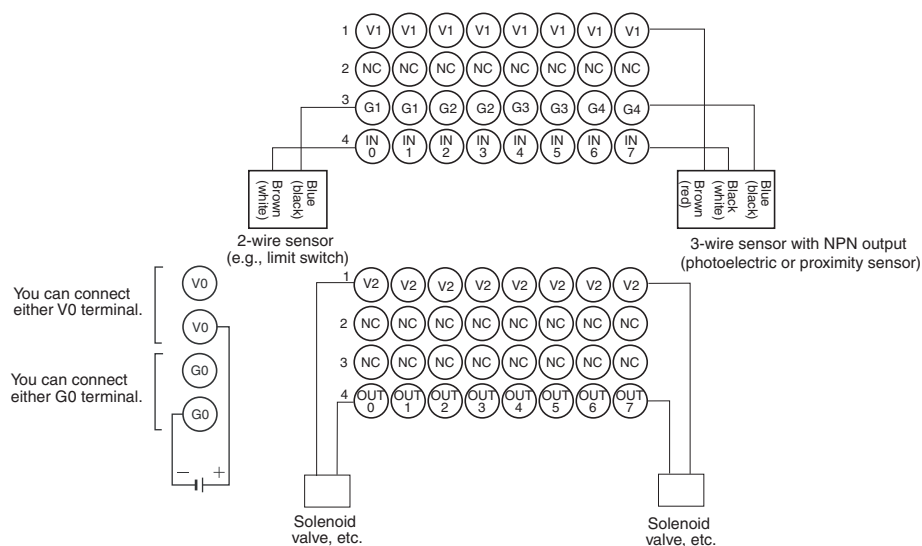 1 V1 V1 V1 V1 V1 V1 V1 V1
2 NC NC NC NC NC NC NC NC
3 G1 G1 G2 G2 G3 G3 G4 G4
4 IN 0 IN 1 IN 2 IN 3 IN 4 IN 5 IN 6 IN 7
Brown
(white)
Blue
(black)
2-wire sensor
(e.g., limit switch)
Brown
(red)
Black
(white)
Blue
(black)
3-wire sensor with NPN output
(photoelectric or proximity sensor)
You can connect
either V0 terminal.
V0
V0
You can connect
either G0 terminal.
G0
G0
− +
1 V2 V2 V2 V2 V2 V2 V2 V2
2 NC NC NC NC NC NC NC NC
3 NC NC NC NC NC NC NC NC
4 OUT 0 OUT 1 OUT 2 OUT 3 OUT 4 OUT 5 OUT 6 OUT 7
Solenoid
valve, etc.
Solenoid
valve, etc.